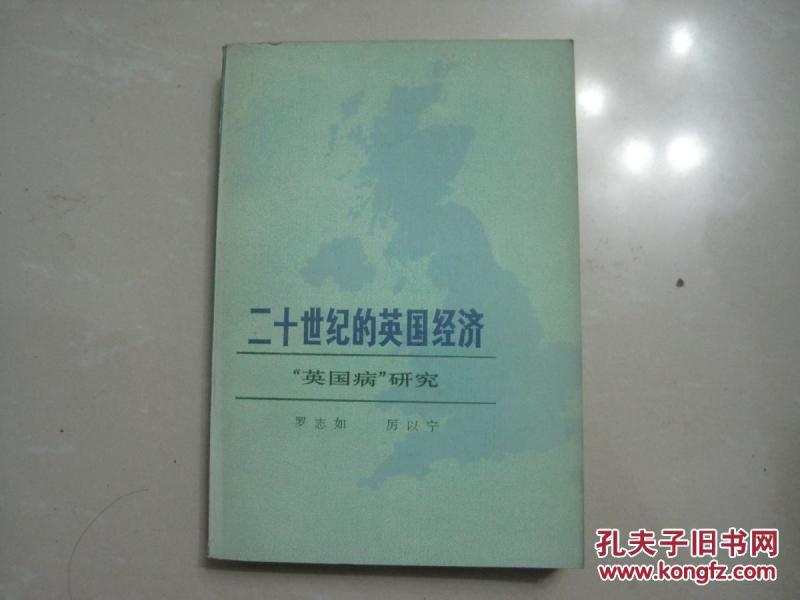 二十世纪的英国经济
“英国病”研究
罗志如 厉以宁
孔夫子旧书网
www.kongfz.com